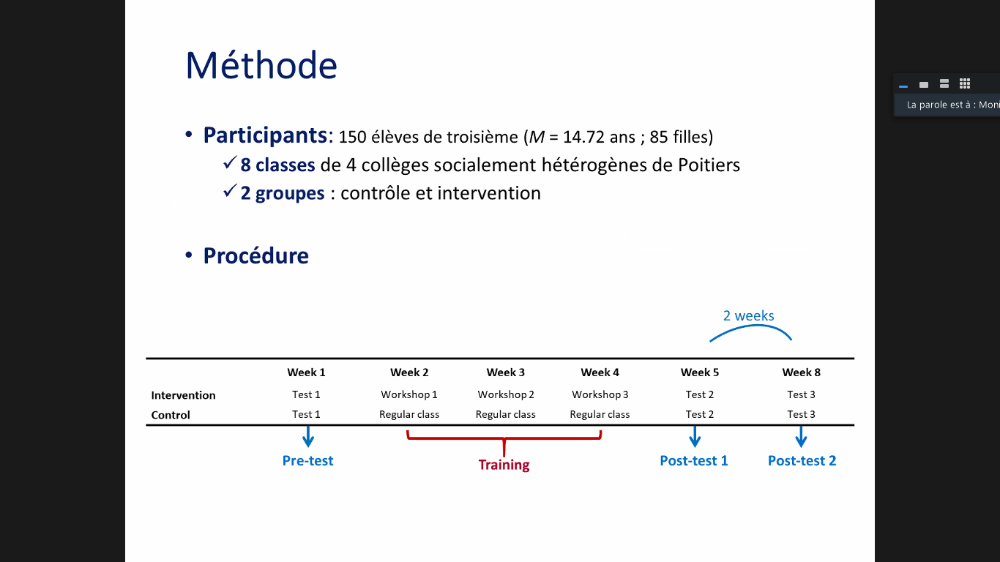 Méthode
• Participants: 150 élèves de troisième (M = 14.72 ans ; 85 filles)
✓ 8 classes de 4 collèges socialement hétérogènes de Poitiers
✓ 2 groupes : contrôle et intervention
• Procédure
2 weeks
Week 1 Week 2 Week 3 Week 4 Week 5 Week 8
Intervention Test 1 Workshop 1 Workshop 2 Workshop 3 Test 2 Test 3
Control Test 1 Regular class Regular class Regular class Test 2 Test 3
Pre-test Training Post-test 1 Post-test 2
La parole est à : Moni